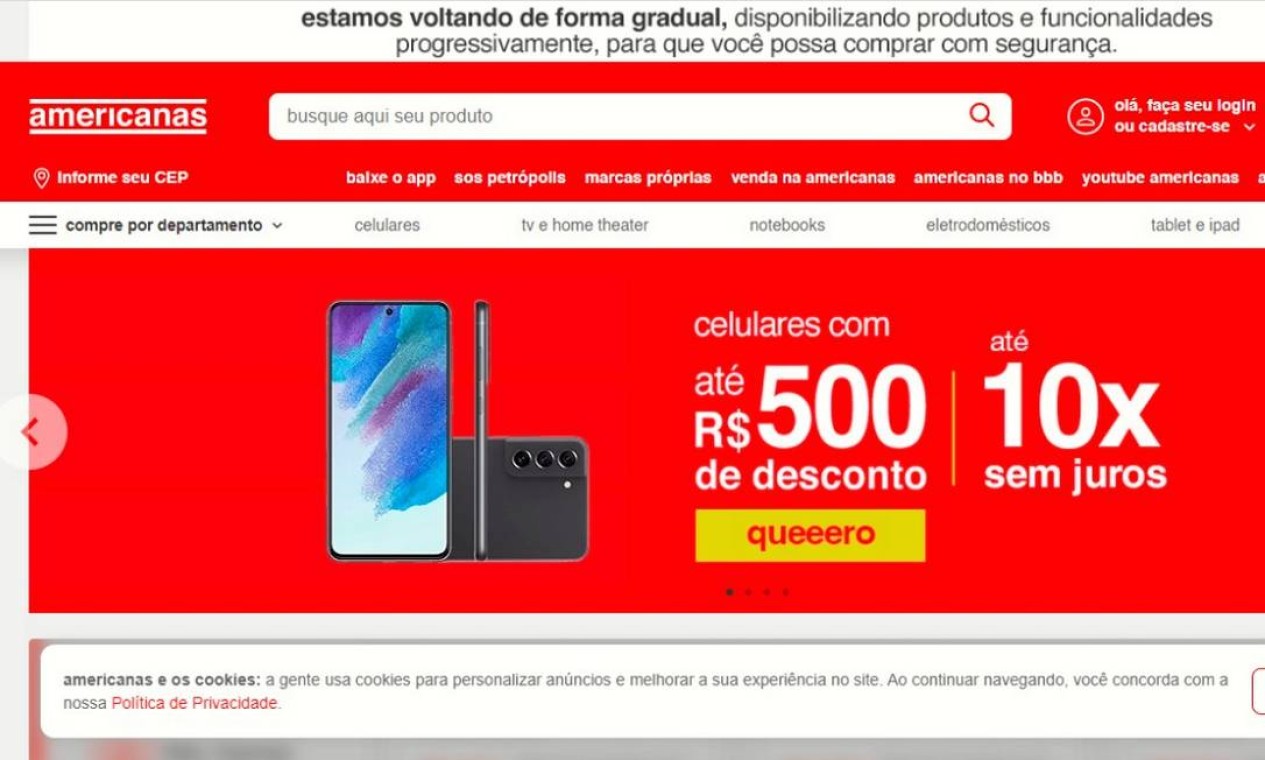 estamos voltando de forma gradual, disponibilizando produtos e funcionalidades
progressivamente, para que você possa comprar com segurança.
americanas
busque aqui seu produto
olá, faça seu login
ou cadastre-se
Informe seu CEP
baixe o app sos petrópolis marcas próprias venda na americanas americanas no bbb youtube americanas
compre por departamento celulares tv e home theater notebooks eletrodomésticos tablet e ipad
celulares com
até
R$ 500
de desconto
até
10x
sem juros
queeero
americanas e os cookies: a gente usa cookies para personalizar anúncios e melhorar a sua experiência no site. Ao continuar navegando, você concorda com a
nossa Política de Privacidade.